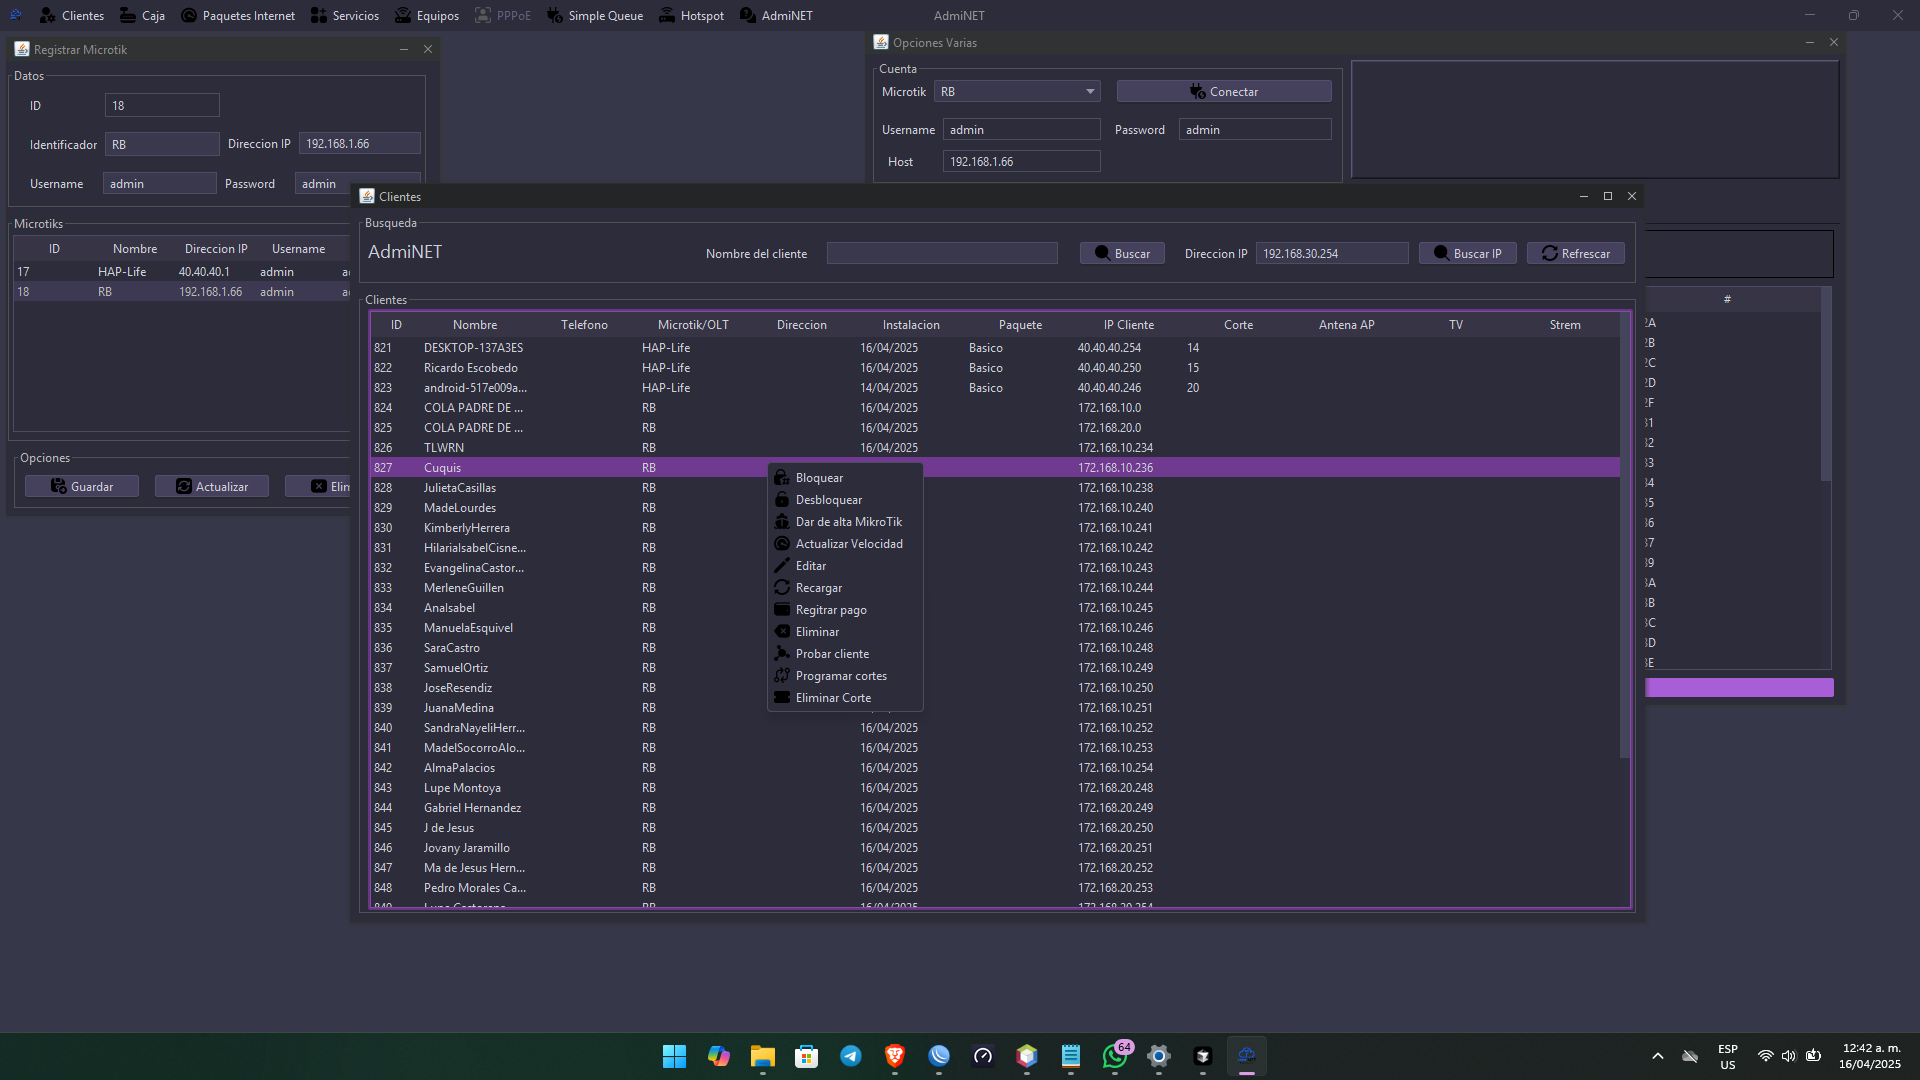 Clientes Caja Paquetes Internet Servicios Equipos PPPoE Simple Queue Hotspot AdmiNET AdmiNET
Registrar Microtik
Datos
ID 18
Identificador RB Direccion IP 192.168.1.66
Username admin Password admin
Microtiks
ID Nombre Direccion IP Username
17 HAP-Life 40.40.40.1 admin a
18 RB 192.168.1.66 admin a
Opciones
Guardar Actualizar Elim
Opciones Varias
Cuenta
Microtik RB Conectar
Username admin Password admin
Host 192.168.1.66
Clientes
Busqueda
AdmiNET Nombre del cliente Buscar Direccion IP 192.168.30.254 Buscar IP Refrescar
Clientes
ID Nombre Telefono Microtik/OLT Direccion Instalacion Paquete IP Cliente Corte Antena AP TV Strem
821 DESKTOP-137A3ES HAP-Life 16/04/2025 Basico 40.40.40.254 14
822 Ricardo Escobedo HAP-Life 16/04/2025 Basico 40.40.40.250 15
823 android-517e009a... HAP-Life 14/04/2025 Basico 40.40.40.246 20
824 COLA PADRE DE ... RB 16/04/2025 172.168.10.0
825 COLA PADRE DE ... RB 16/04/2025 172.168.20.0
826 TLWRN RB 16/04/2025 172.168.10.234
827 Cuquis RB 172.168.10.236
828 JulietaCasillas RB 172.168.10.238
829 MadeLourdes RB 172.168.10.240
830 KimberlyHerrera RB 172.168.10.241
831 HilariaIsabelCisne... RB 172.168.10.242
832 EvangelinaCastor... RB 172.168.10.243
833 MerleneGuillen RB 172.168.10.244
834 AnaIsabel RB 172.168.10.245
835 ManuelaEsquivel RB 172.168.10.246
836 SaraCastro RB 172.168.10.248
837 SamuelOrtiz RB 172.168.10.249
838 JoseResendiz RB 172.168.10.250
839 JuanaMedina RB 172.168.10.251
840 SandraNayeliHerr... RB 16/04/2025 172.168.10.252
841 MadelSocorroAlo... RB 16/04/2025 172.168.10.253
842 AlmaPalacios RB 16/04/2025 172.168.10.254
843 Lupe Montoya RB 16/04/2025 172.168.20.248
844 Gabriel Hernandez RB 16/04/2025 172.168.20.249
845 J de Jesus RB 16/04/2025 172.168.20.250
846 Jovany Jaramillo RB 16/04/2025 172.168.20.251
847 Ma de Jesus Hern... RB 16/04/2025 172.168.20.252
848 Pedro Morales Ca... RB 16/04/2025 172.168.20.253
849 RB 16/04/2025 172.168.20.254
Bloquear
Desbloquear
Dar de alta MikroTik
Actualizar Velocidad
Editar
Recargar
Regitrar pago
Eliminar
Probar cliente
Programar cortes
Eliminar Corte
#
2A
2B
2C
2D
2F
31
32
33
34
35
36
37
39
3A
3B
3C
3D
3E
64
ESP
US
12:42 a. m.
16/04/2025